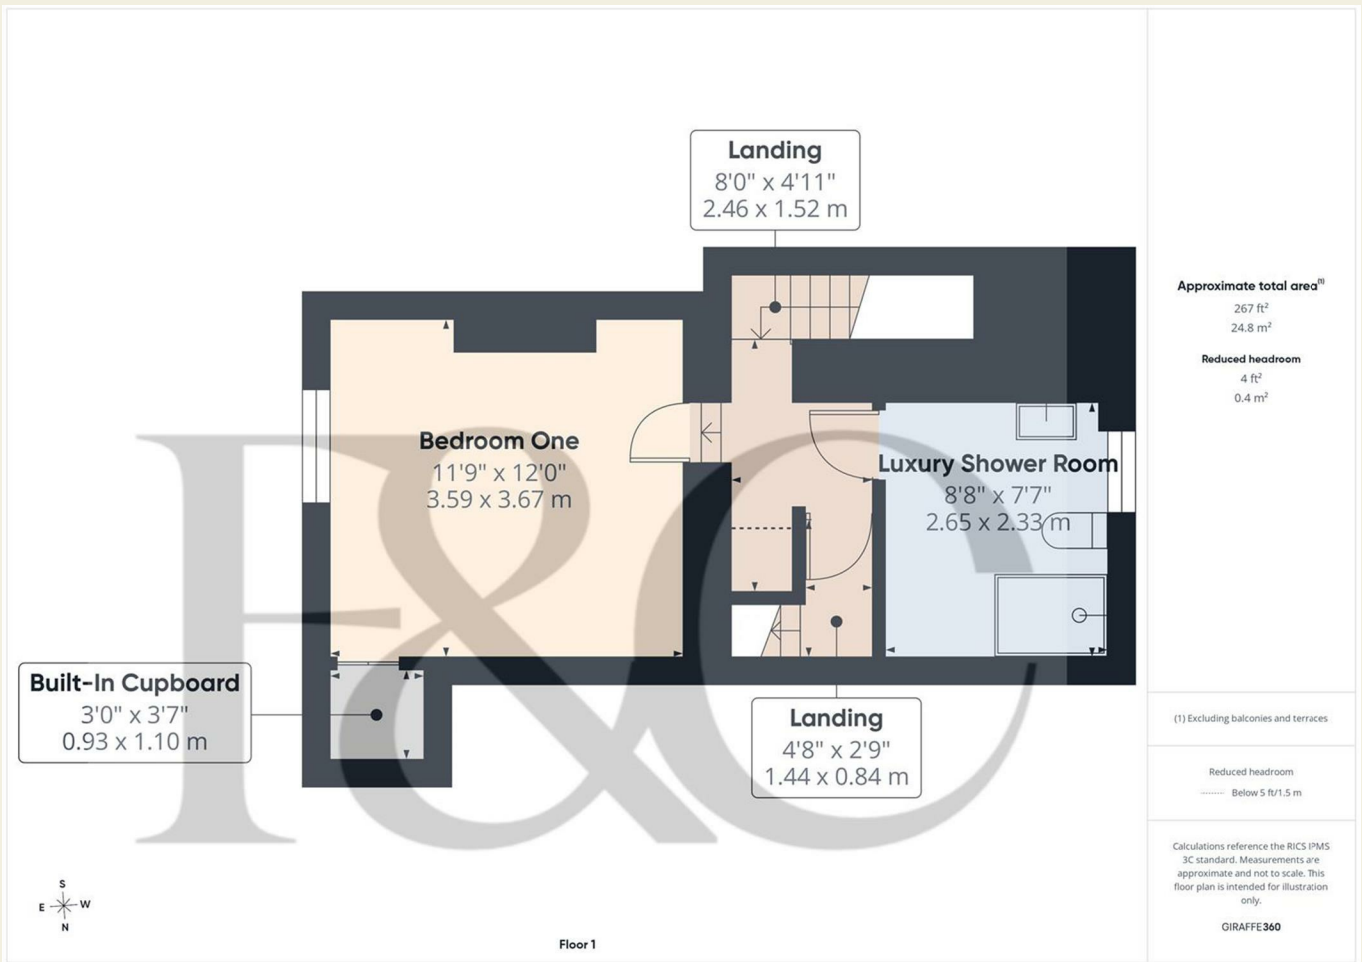 Landing
8'0" x 4'11"
2.46 x 1.52 m
Bedroom One
11'9" x 12'0"
3.59 x 3.67 m
Luxury Shower Room
8'8" x 7'7"
2.65 x 2.33 m
Built-In Cupboard
3'0" x 3'7"
0.93 x 1.10 m
Landing
4'8" x 2'9"
1.44 x 0.84 m
F&C
S
E W
N
Floor 1
Approximate total area(1)
267 ft²
24.8 m²
Reduced headroom
4 ft²
0.4 m²
(1) Excluding balconies and terraces
Reduced headroom
Below 5 ft/1.5 m
Calculations reference the RICS IPMS
3C standard. Measurements are
approximate and not to scale. This
floor plan is intended for illustration
only.
GIRAFFE360